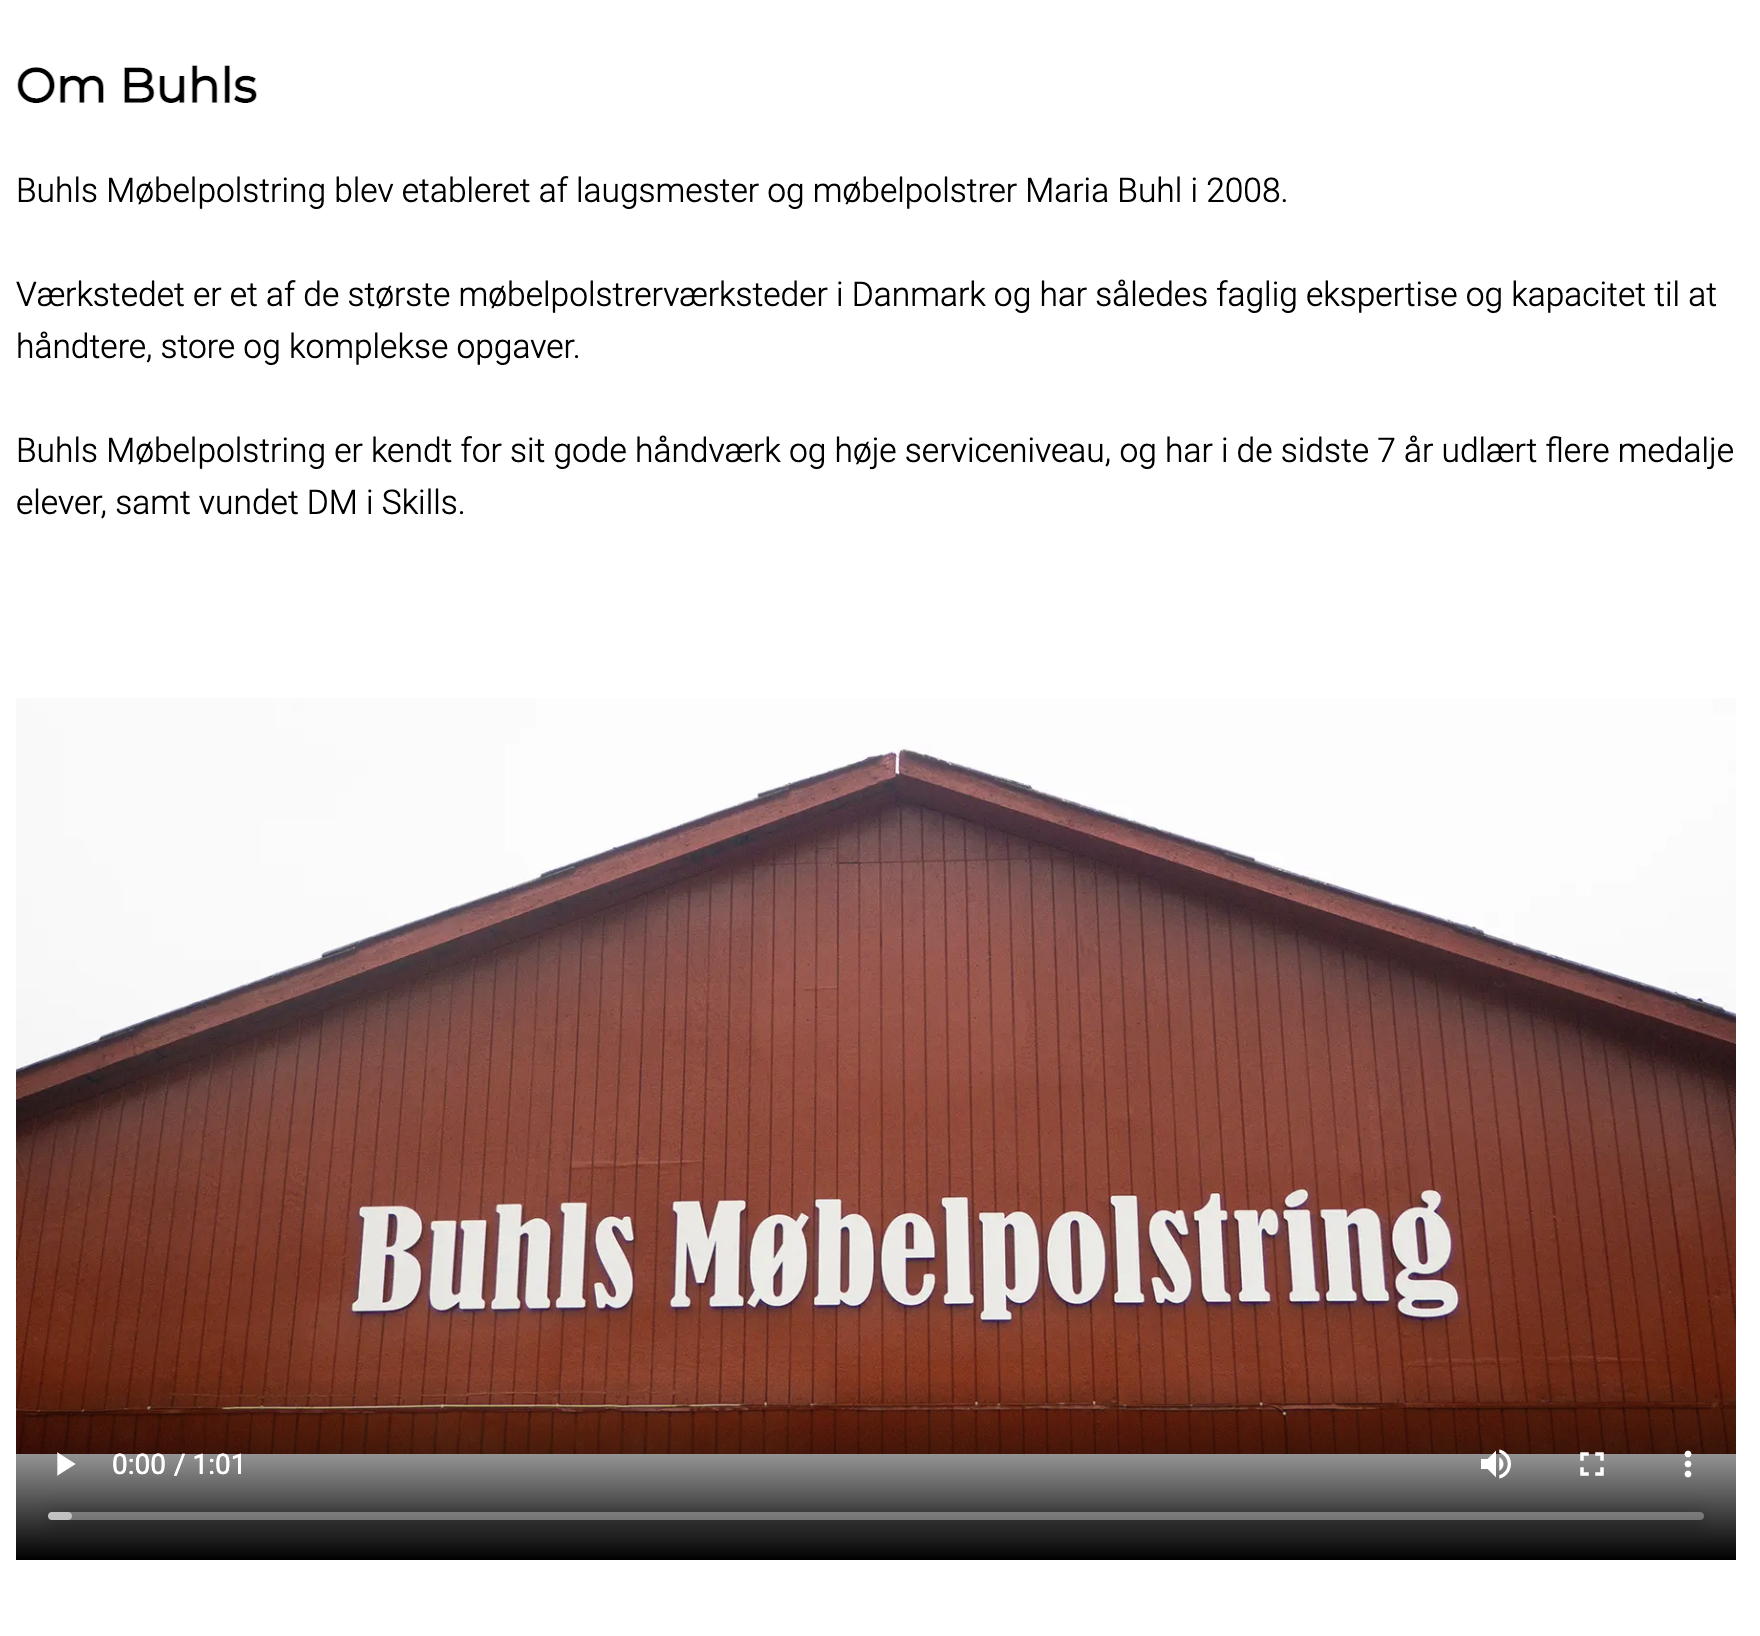 Om Buhls
Buhls Møbelpolstring blev etableret af laugsmester og møbelpolstrer Maria Buhl i 2008.
Værkstedet er et af de største møbelpolstrerværksteder i Danmark og har således faglig ekspertise og kapacitet til at
håndtere, store og komplekse opgaver.
Buhls Møbelpolstring er kendt for sit gode håndværk og høje serviceniveau, og har i de sidste 7 år udlært flere medalje
elever, samt vundet DM i Skills.
Buhls Møbelpolstring
0:00 / 1:01